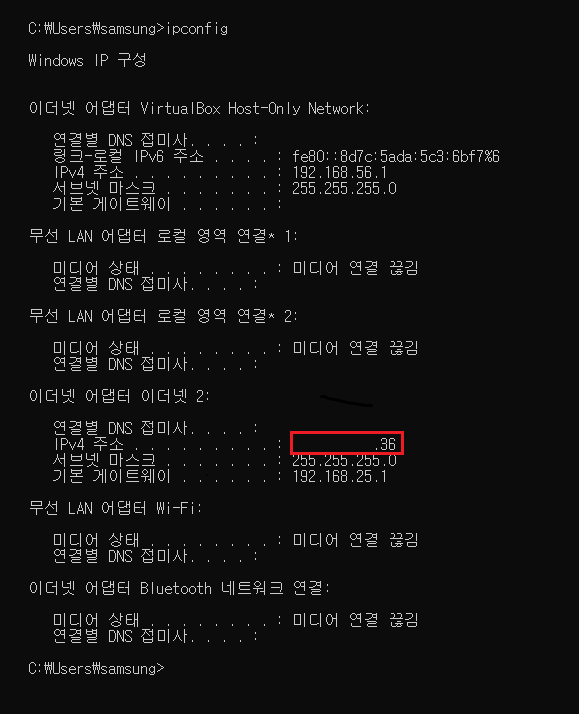 C:\Users\samsung>ipconfig
Windows IP 구성
이더넷 어댑터 VirtualBox Host-Only Network:
연결별 DNS 접미사. . . . :
링크-로컬 IPv6 주소 . . . . : fe80::8d7c:5ada:5c3:6bf7%6
IPv4 주소 . . . . . . . . . : 192.168.56.1
서브넷 마스크 . . . . . . . : 255.255.255.0
기본 게이트웨이 . . . . . . :
무선 LAN 어댑터 로컬 영역 연결* 1:
미디어 상태 . . . . . . . . : 미디어 연결 끊김
연결별 DNS 접미사. . . . :
무선 LAN 어댑터 로컬 영역 연결* 2:
미디어 상태 . . . . . . . . : 미디어 연결 끊김
연결별 DNS 접미사. . . . :
이더넷 어댑터 이더넷 2:
연결별 DNS 접미사. . . . :
IPv4 주소 . . . . . . . . . : .36
서브넷 마스크 . . . . . . . : 255.255.255.0
기본 게이트웨이 . . . . . . : 192.168.25.1
무선 LAN 어댑터 Wi-Fi:
미디어 상태 . . . . . . . . : 미디어 연결 끊김
연결별 DNS 접미사. . . . :
이더넷 어댑터 Bluetooth 네트워크 연결:
미디어 상태 . . . . . . . . : 미디어 연결 끊김
연결별 DNS 접미사. . . . :
C:\Users\samsung>